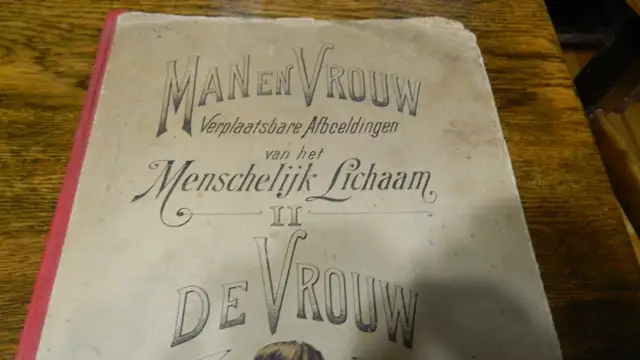 MAN EN VROUW
Verplaatsbare Afbeeldingen
van het
Menschelijk Lichaam
II
DE VROUW